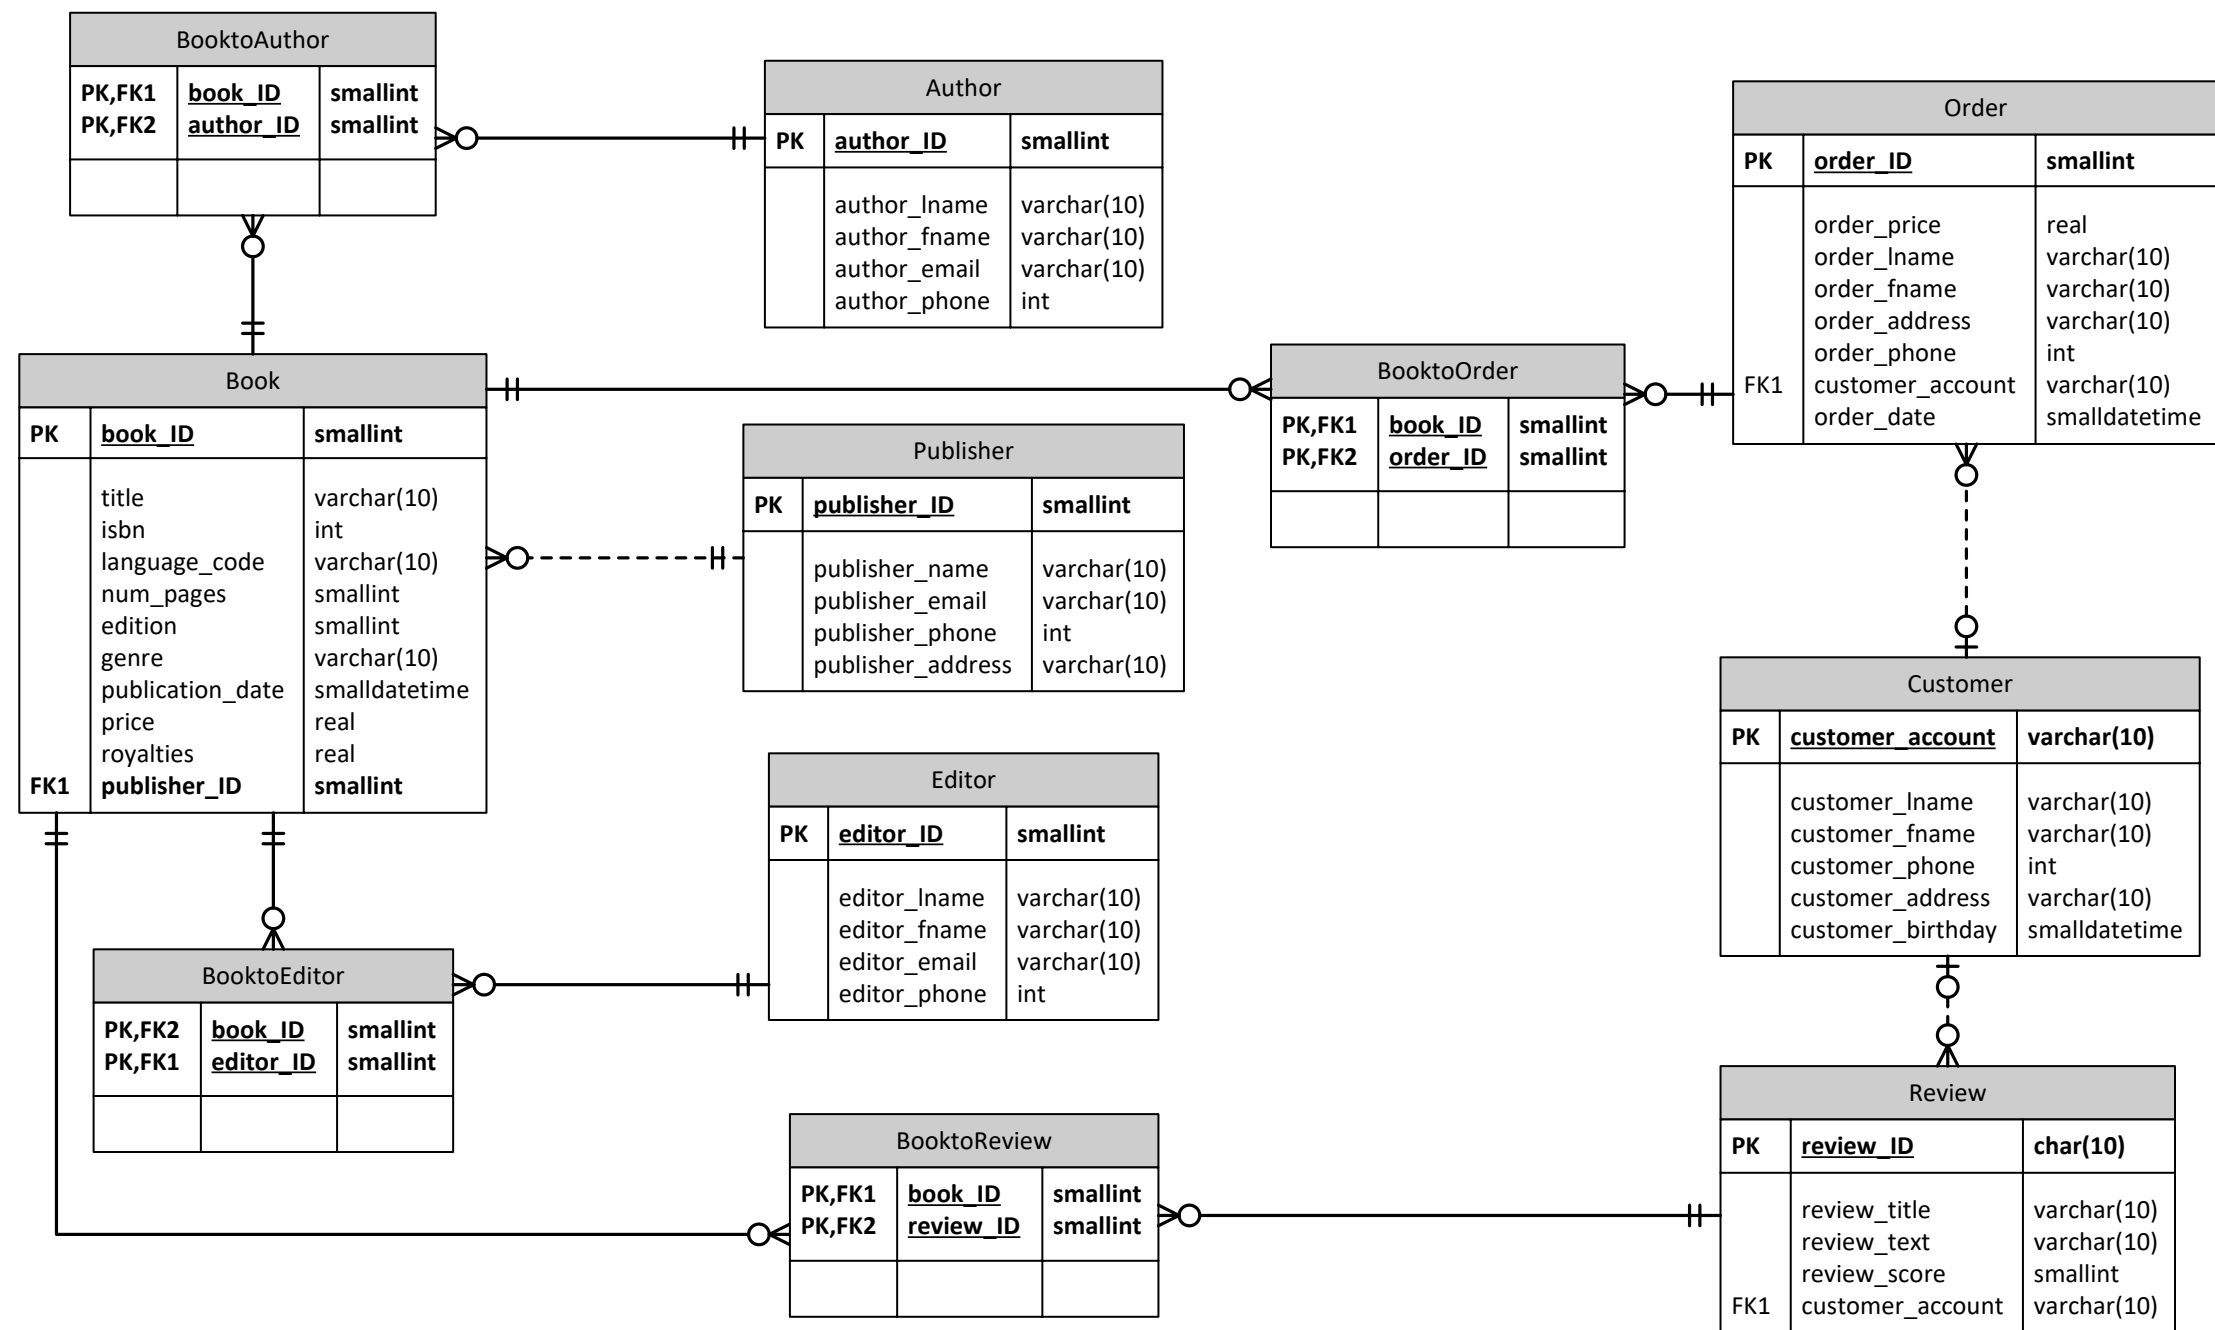 BooktoAuthor
PK,FK1 book_ID smallint
PK,FK2 author_ID smallint
Author
PK author_ID smallint
author_lname varchar(10)
author_fname varchar(10)
author_email varchar(10)
author_phone int
Order
PK order_ID smallint
order_price real
order_lname varchar(10)
order_fname varchar(10)
order_address varchar(10)
order_phone int
FK1 customer_account varchar(10)
order_date smalldatetime
Book
PK book_ID smallint
title varchar(10)
isbn int
language_code varchar(10)
num_pages smallint
edition smallint
genre varchar(10)
publication_date smalldatetime
price real
royalties real
FK1 publisher_ID smallint
BooktoOrder
PK,FK1 book_ID smallint
PK,FK2 order_ID smallint
Publisher
PK publisher_ID smallint
publisher_name varchar(10)
publisher_email varchar(10)
publisher_phone int
publisher_address varchar(10)
Customer
PK customer_account varchar(10)
customer_lname varchar(10)
customer_fname varchar(10)
customer_phone int
customer_address varchar(10)
customer_birthday smalldatetime
Editor
PK editor_ID smallint
editor_lname varchar(10)
editor_fname varchar(10)
editor_email varchar(10)
editor_phone int
BooktoEditor
PK,FK2 book_ID smallint
PK,FK1 editor_ID smallint
BooktoReview
PK,FK1 book_ID smallint
PK,FK2 review_ID smallint
Review
PK review_ID char(10)
review_title varchar(10)
review_text varchar(10)
review_score smallint
FK1 customer_account varchar(10)